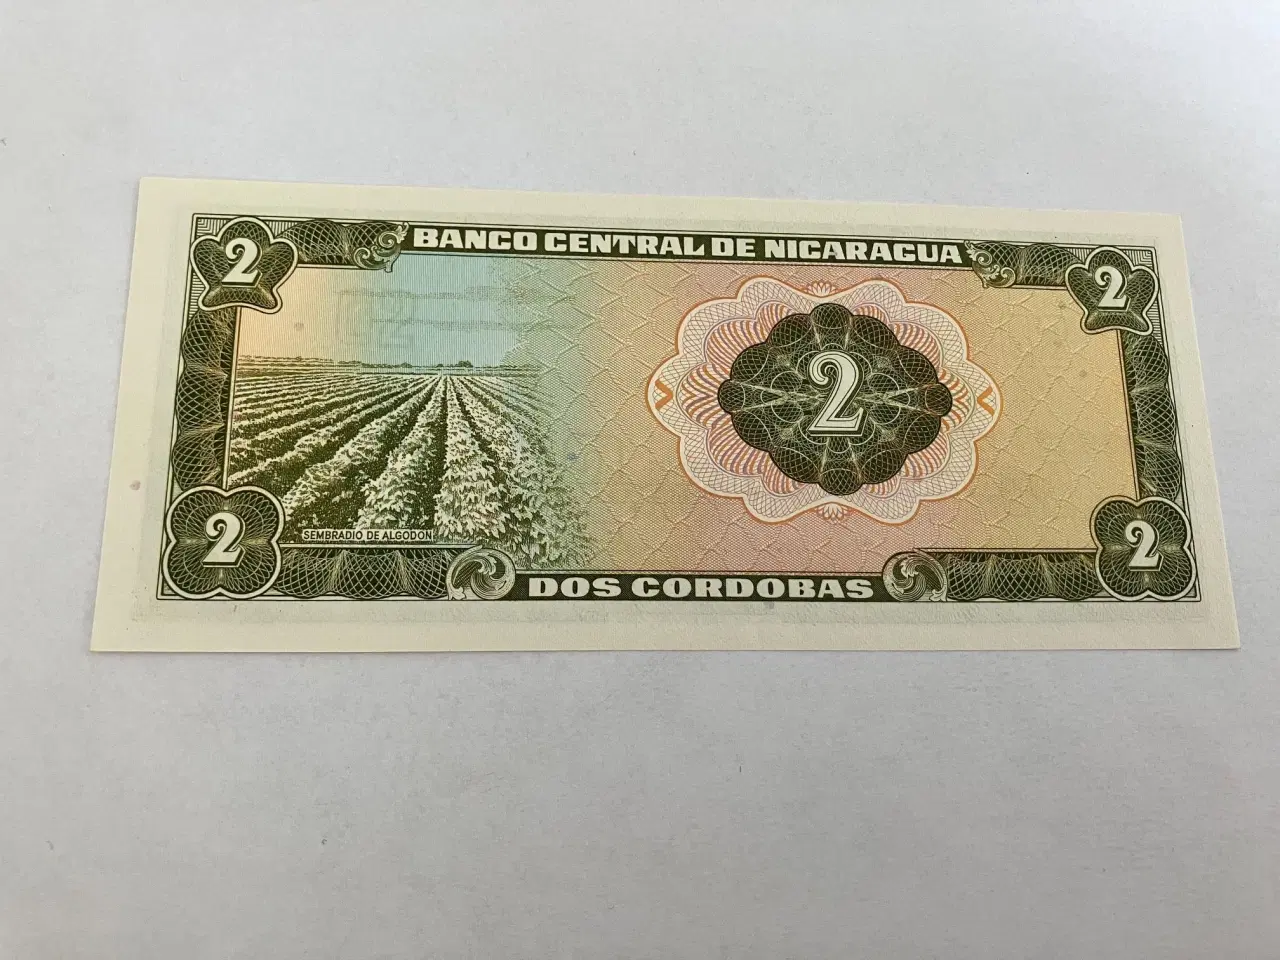 BANCO CENTRAL DE NICARAGUA
2 2
2
SEMBRADIO DE ALGODON
2 2
DOS CORDOBAS